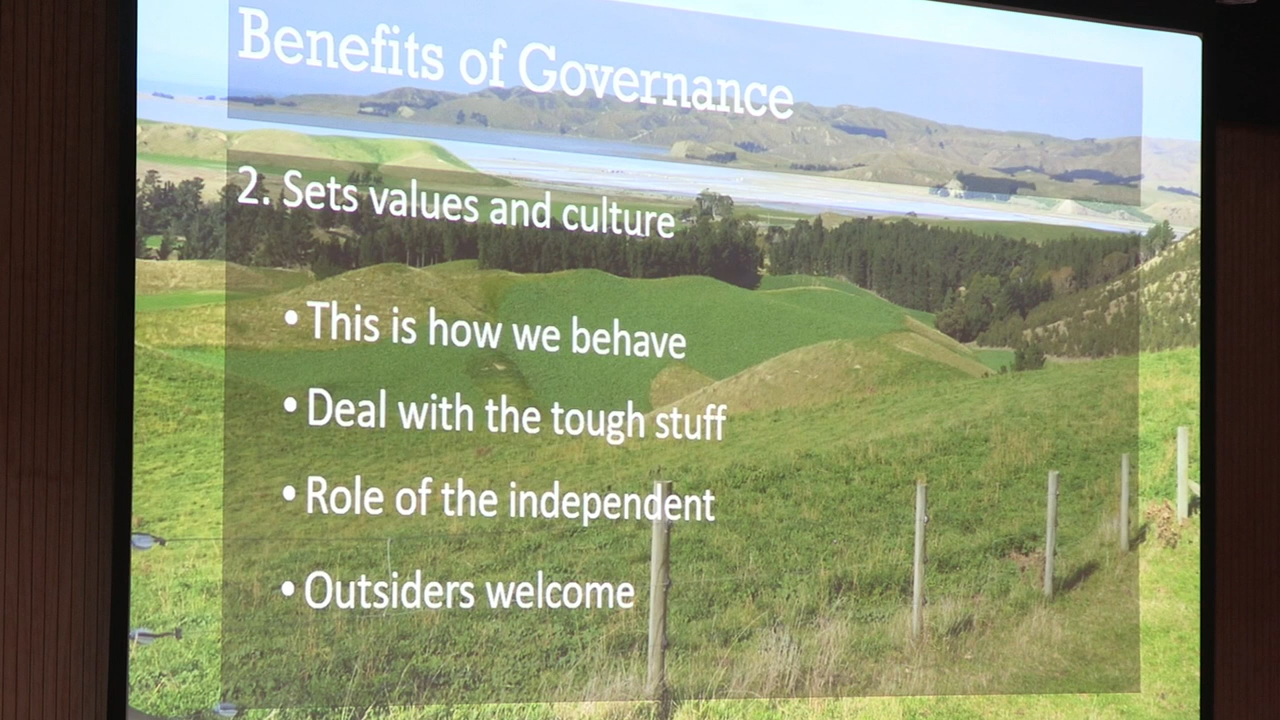 Benefits of Governance
2. Sets values and culture
• This is how we behave
• Deal with the tough stuff
• Role of the independent
• Outsiders welcome